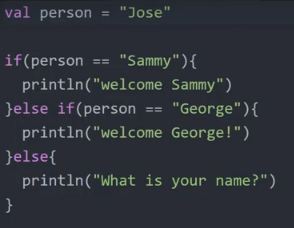 val person = "Jose"
if(person == "Sammy"){
println("welcome Sammy")
}else if(person == "George"){
println("welcome George!")
}else{
println("What is your name?")
}